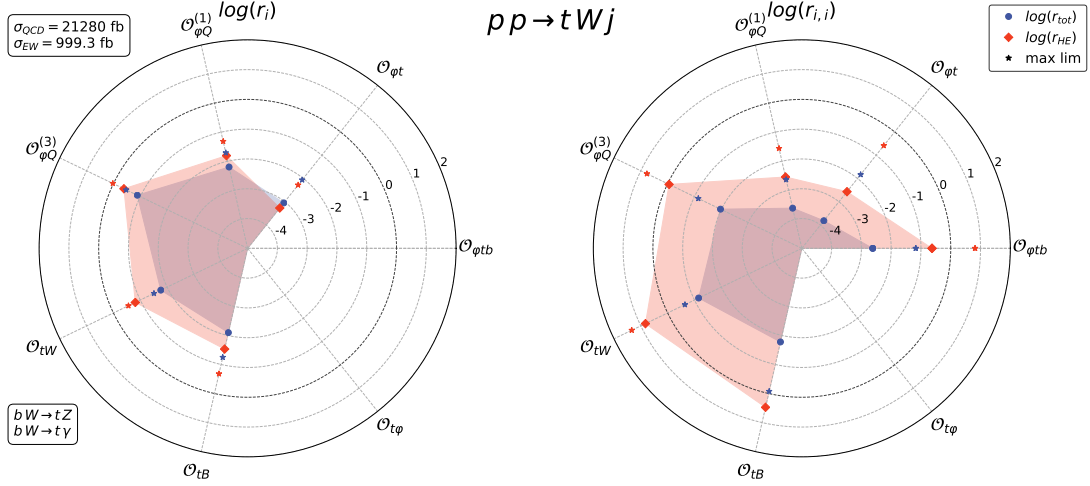 p p → t W j
σ_QCD = 21280 fb
σ_EW = 999.3 fb
log(r_i)
𝒪_φQ^(1)
𝒪_φt
𝒪_φQ^(3)
𝒪_φtb
𝒪_tW
𝒪_tB
𝒪_tφ
-4
-3
-2
-1
0
1
2
b W → t Z
b W → t γ
log(r_i,i)
𝒪_φQ^(1)
𝒪_φt
𝒪_φQ^(3)
𝒪_φtb
𝒪_tW
𝒪_tB
𝒪_tφ
-4
-3
-2
-1
0
1
2
log(r_tot)
log(r_HE)
max lim